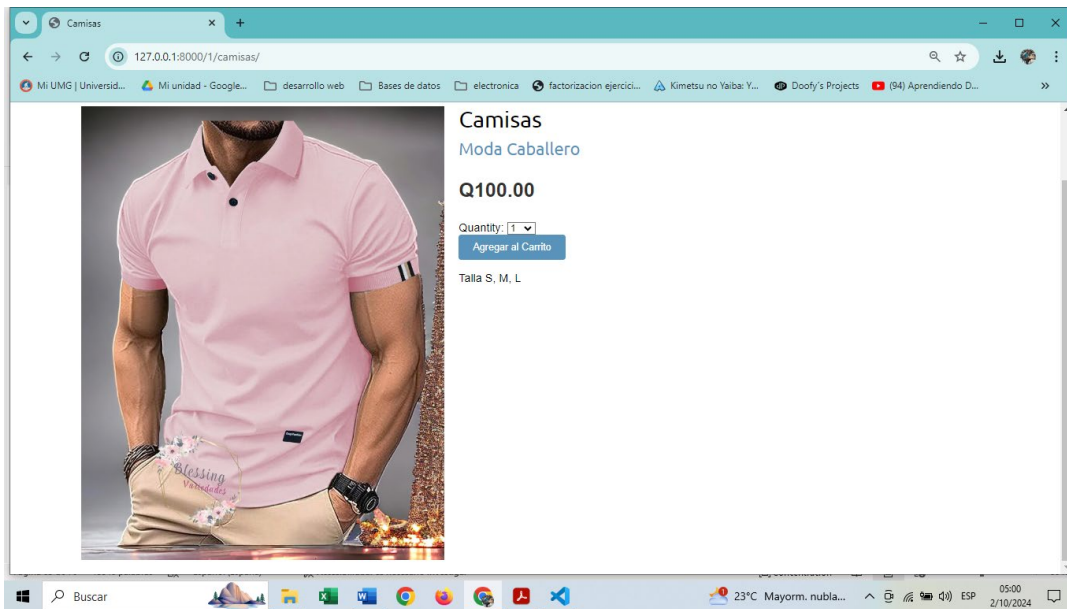 Camisas
127.0.0.1:8000/1/camisas/
Mi UMG | Universid... Mi unidad - Google... desarrollo web Bases de datos electronica factorizacion ejercici... Kimetsu no Yaiba: Y... Doofy's Projects (94) Aprendiendo D... »
Camisas
Moda Caballero
Q100.00
Quantity: 1
Agregar al Carrito
Talla S, M, L
Blessing
Variedades
Buscar
23°C Mayorm. nubla...
ESP
05:00
2/10/2024